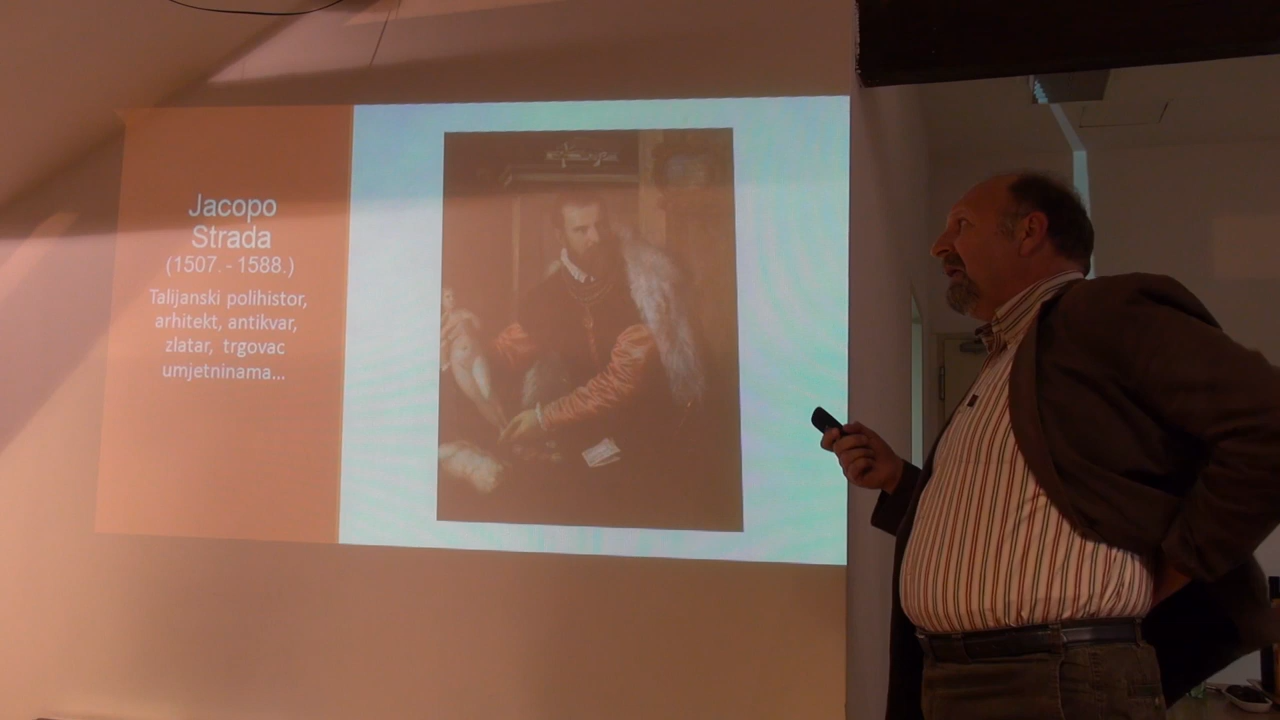 Jacopo
Strada
(1507. - 1588.)
Talijanski polihistor,
arhitekt, antikvar,
zlatar, trgovac
umjetninama...